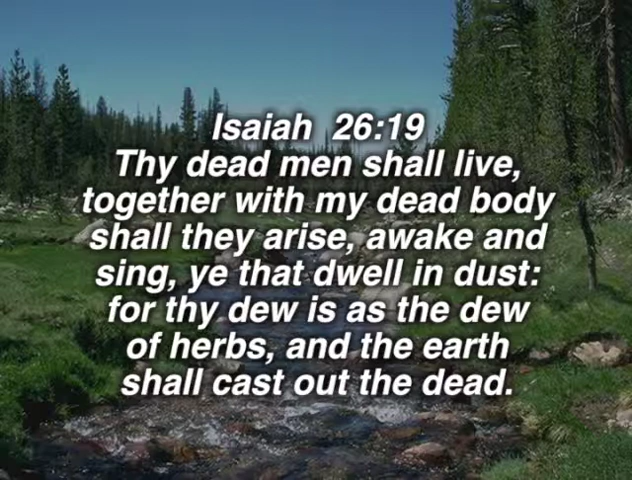 Isaiah 26:19
Thy dead men shall live,
together with my dead body
shall they arise, awake and
sing, ye that dwell in dust:
for thy dew is as the dew
of herbs, and the earth
shall cast out the dead.